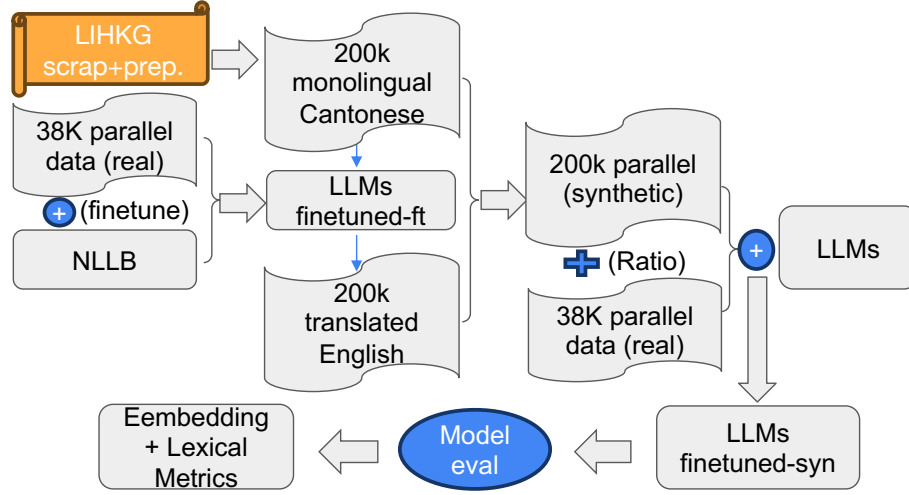 LIHKG
scrap+prep.
200k
monolingual
Cantonese
38K parallel
data (real)
+ (finetune)
NLLB
LLMs
finetuned-ft
200k
translated
English
200k parallel
(synthetic)
(Ratio)
38K parallel
data (real)
+
LLMs
LLMs
finetuned-syn
Model
eval
Eembedding
+ Lexical
Metrics